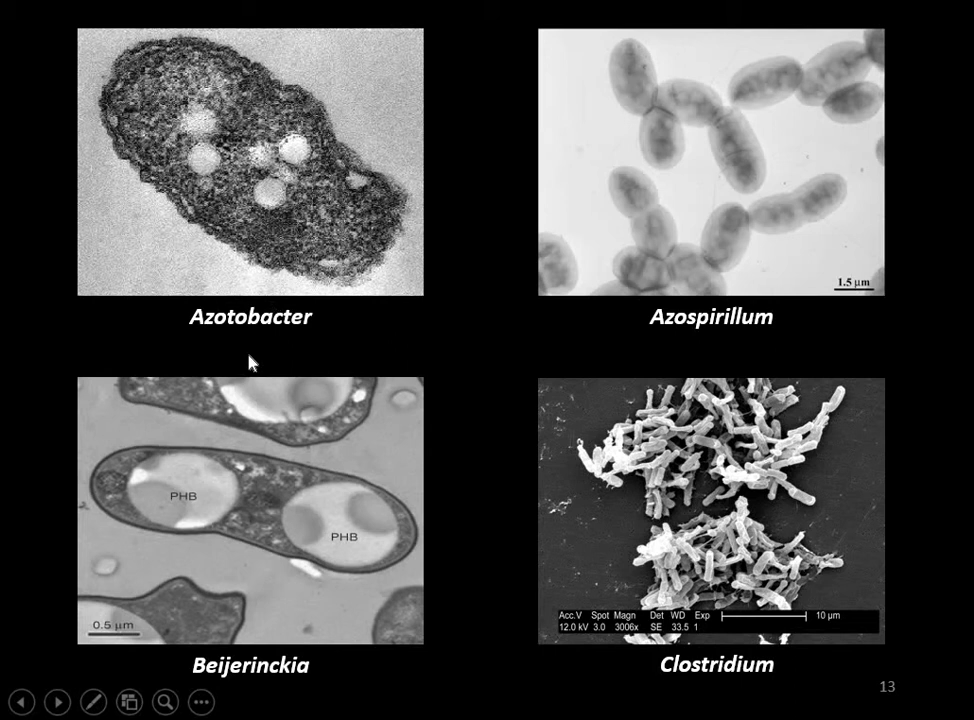 1.5 µm
Azotobacter
Azospirillum
PHB
PHB
0.5 µm
Acc.V Spot Magn Det WD Exp 10 µm
12.0 kV 3.0 3006x SE 33.5 1
Beijerinckia
Clostridium
13